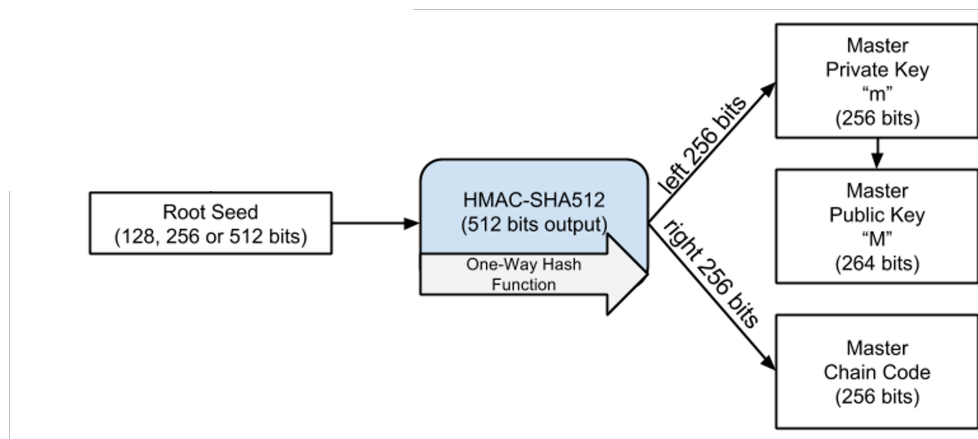 Root Seed
(128, 256 or 512 bits)
HMAC-SHA512
(512 bits output)
One-Way Hash
Function
left 256 bits
right 256 bits
Master
Private Key
“m”
(256 bits)
Master
Public Key
“M”
(264 bits)
Master
Chain Code
(256 bits)